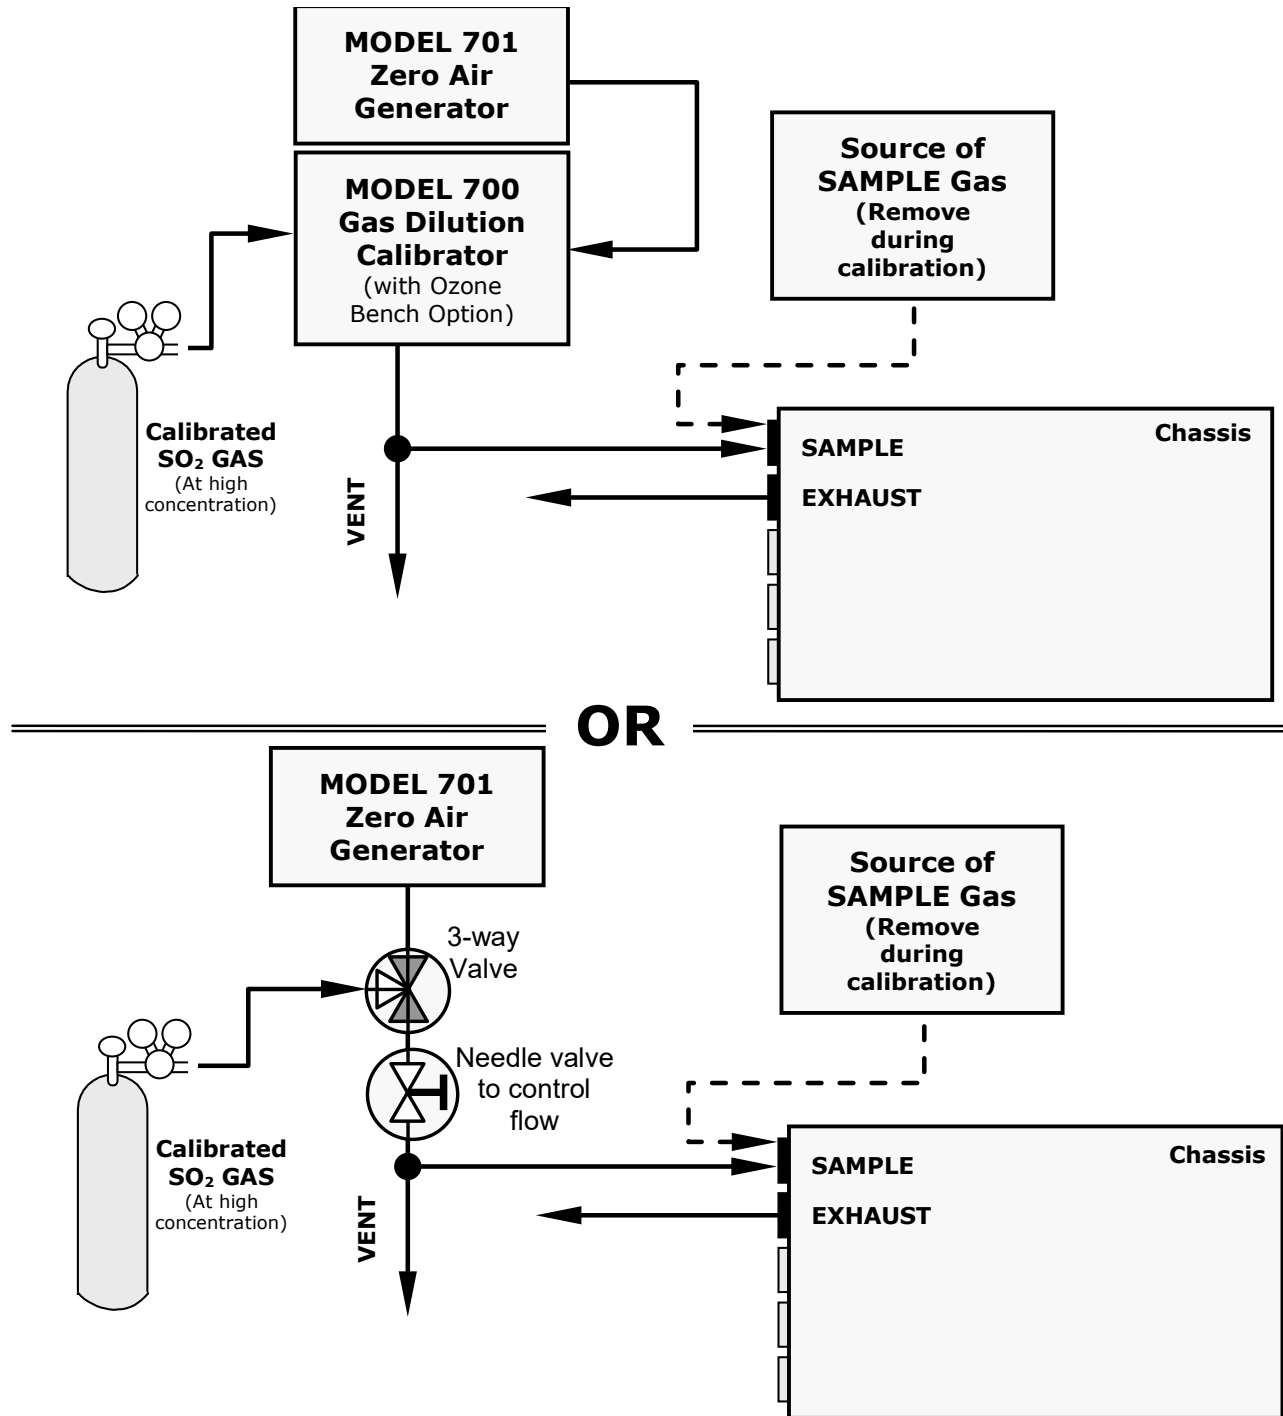 MODEL 701
Zero Air
Generator
MODEL 700
Gas Dilution
Calibrator
(with Ozone
Bench Option)
Source of
SAMPLE Gas
(Remove
during
calibration)
Calibrated
SO₂ GAS
(At high
concentration)
VENT
SAMPLE
EXHAUST
Chassis
OR
MODEL 701
Zero Air
Generator
3-way
Valve
Needle valve
to control
flow
Source of
SAMPLE Gas
(Remove
during
calibration)
Calibrated
SO₂ GAS
(At high
concentration)
VENT
SAMPLE
EXHAUST
Chassis